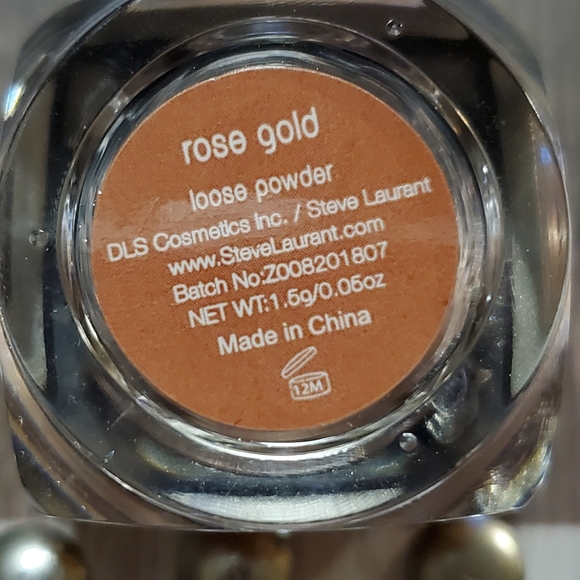 rose gold
loose powder
DLS Cosmetics Inc. / Steve Laurant
www.SteveLaurant.com
Batch No:Z008201807
NET WT:1.5g/0.05oz
Made in China
12M